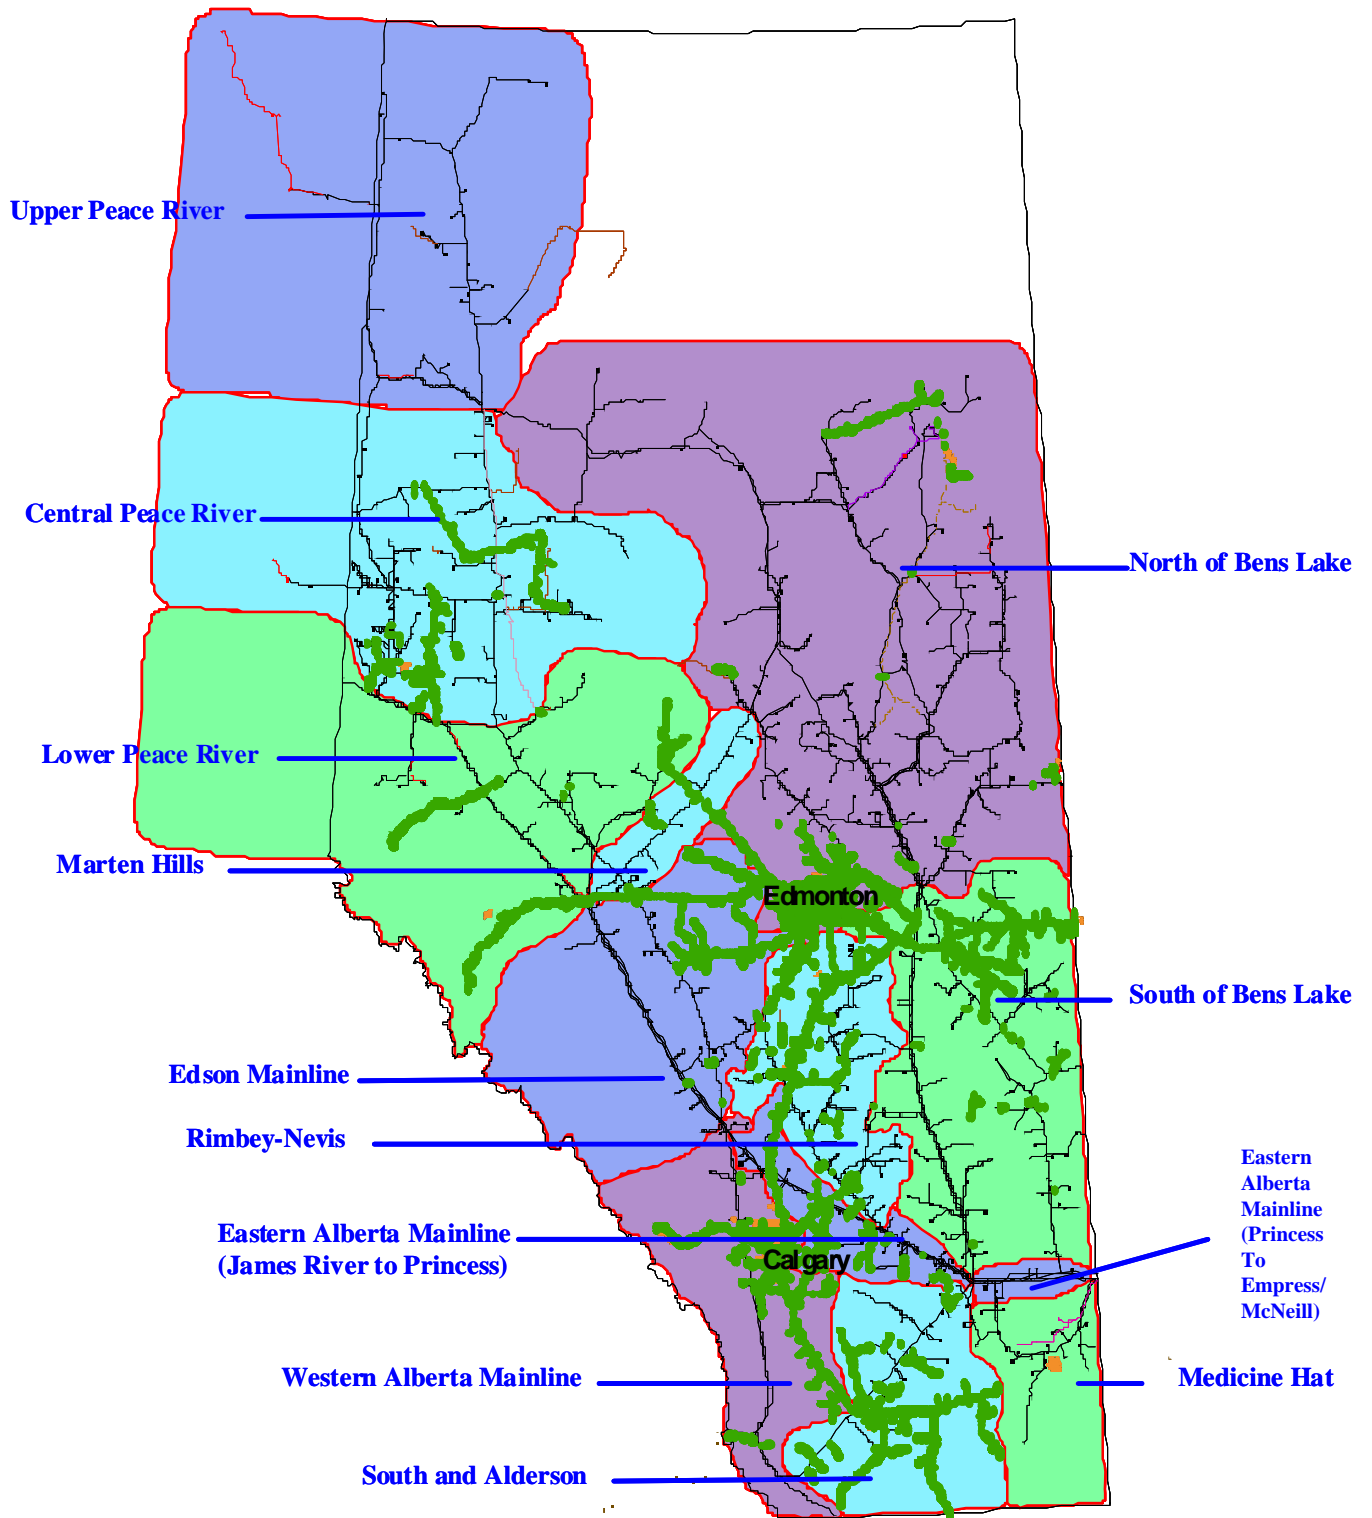 Upper Peace River
Central Peace River
North of Bens Lake
Lower Peace River
Marten Hills
Edmonton
South of Bens Lake
Edson Mainline
Rimbey-Nevis
Eastern
Alberta
Mainline
(Princess
To
Empress/
McNeill)
Eastern Alberta Mainline
(James River to Princess)
Calgary
Western Alberta Mainline
Medicine Hat
South and Alderson